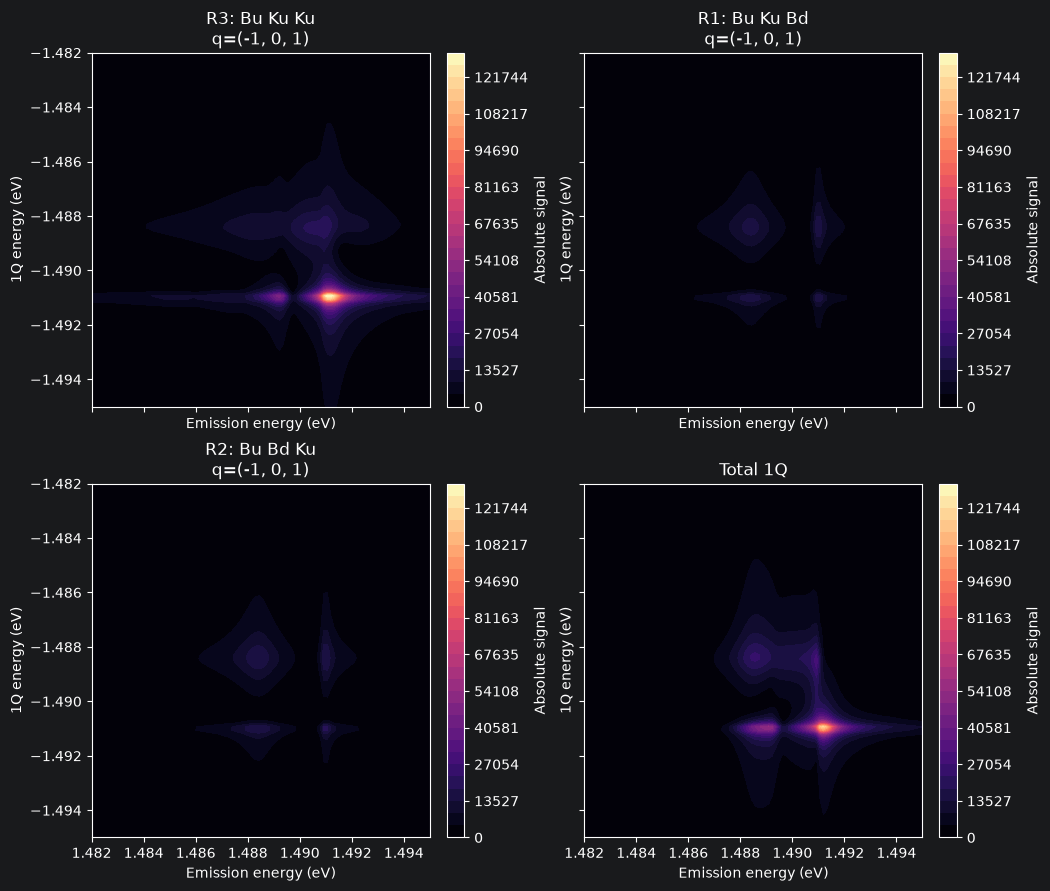 R3: Bu Ku Ku
q=(-1, 0, 1)
−1.482
−1.484
−1.486
−1.488
−1.490
−1.492
−1.494
1Q energy (eV)
Emission energy (eV)
121744
108217
94690
81163
67635
54108
40581
27054
13527
0
Absolute signal
R1: Bu Ku Bd
q=(-1, 0, 1)
1Q energy (eV)
Emission energy (eV)
121744
108217
94690
81163
67635
54108
40581
27054
13527
0
Absolute signal
R2: Bu Bd Ku
q=(-1, 0, 1)
−1.482
−1.484
−1.486
−1.488
−1.490
−1.492
−1.494
1Q energy (eV)
1.482 1.484 1.486 1.488 1.490 1.492 1.494
Emission energy (eV)
121744
108217
94690
81163
67635
54108
40581
27054
13527
0
Absolute signal
Total 1Q
1Q energy (eV)
1.482 1.484 1.486 1.488 1.490 1.492 1.494
Emission energy (eV)
121744
108217
94690
81163
67635
54108
40581
27054
13527
0
Absolute signal